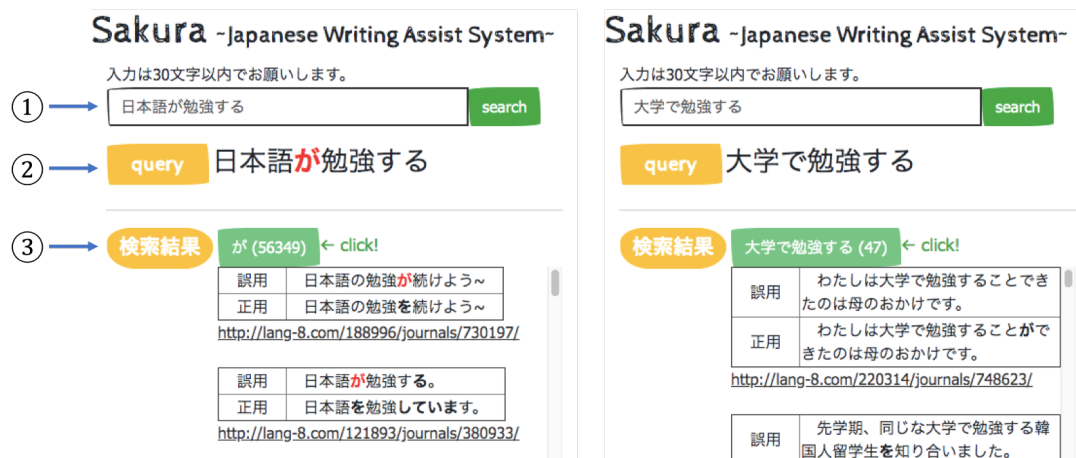 Sakura ~Japanese Writing Assist System~
入力は30文字以内でお願いします。
① 日本語が勉強する search
② query 日本語が勉強する
③ 検索結果 が (56349) ← click!
誤用 日本語の勉強が続けよう~
正用 日本語の勉強を続けよう~
http://lang-8.com/188996/journals/730197/
誤用 日本語が勉強する。
正用 日本語を勉強しています。
http://lang-8.com/121893/journals/380933/
Sakura ~Japanese Writing Assist System~
入力は30文字以内でお願いします。
大学で勉強する search
query 大学で勉強する
検索結果 大学で勉強する (47) ← click!
誤用 わたしは大学で勉強することでき
たのは母のおかけです。
正用 わたしは大学で勉強することがで
きたのは母のおかけです。
http://lang-8.com/220314/journals/748623/
誤用 先学期、同じな大学で勉強する韓
国人留学生を知り合いました。